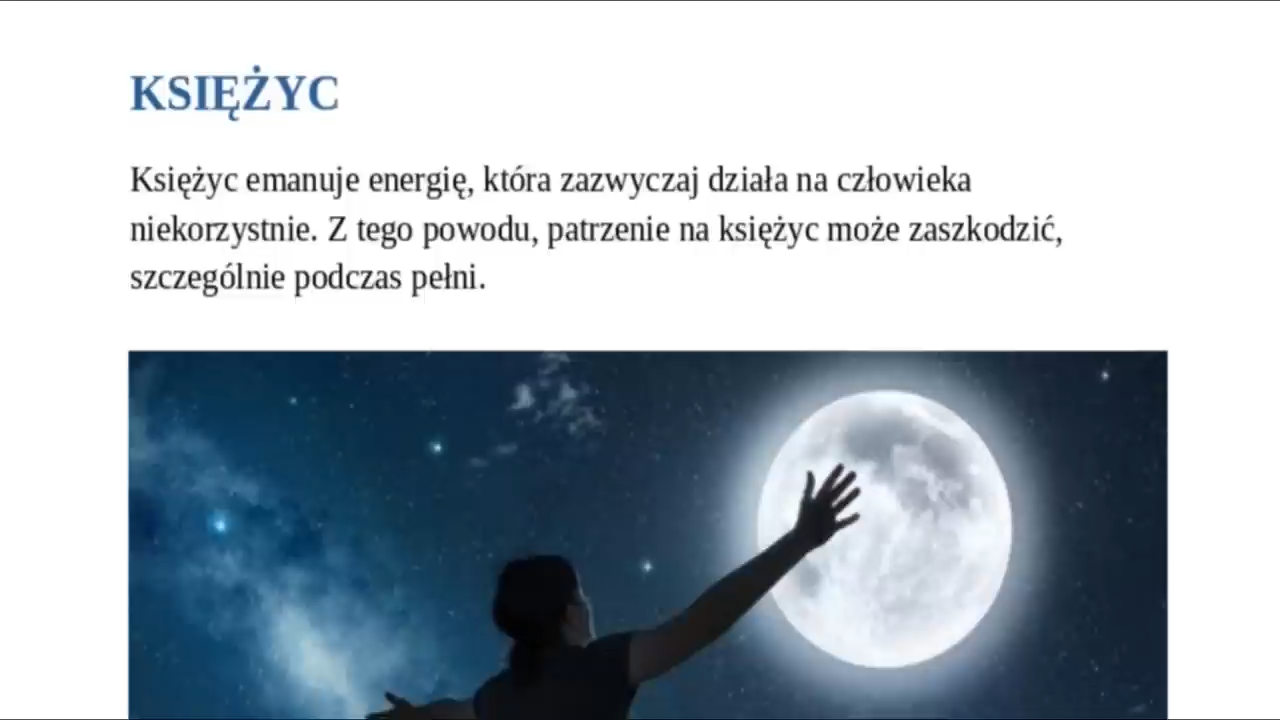 KSIĘŻYC
Księżyc emanuje energię, która zazwyczaj działa na człowieka
niekorzystnie. Z tego powodu, patrzenie na księżyc może zaszkodzić,
szczególnie podczas pełni.